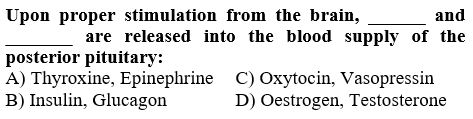 Upon proper stimulation from the brain, ______ and
_______ are released into the blood supply of the
posterior pituitary:
A) Thyroxine, Epinephrine C) Oxytocin, Vasopressin
B) Insulin, Glucagon D) Oestrogen, Testosterone